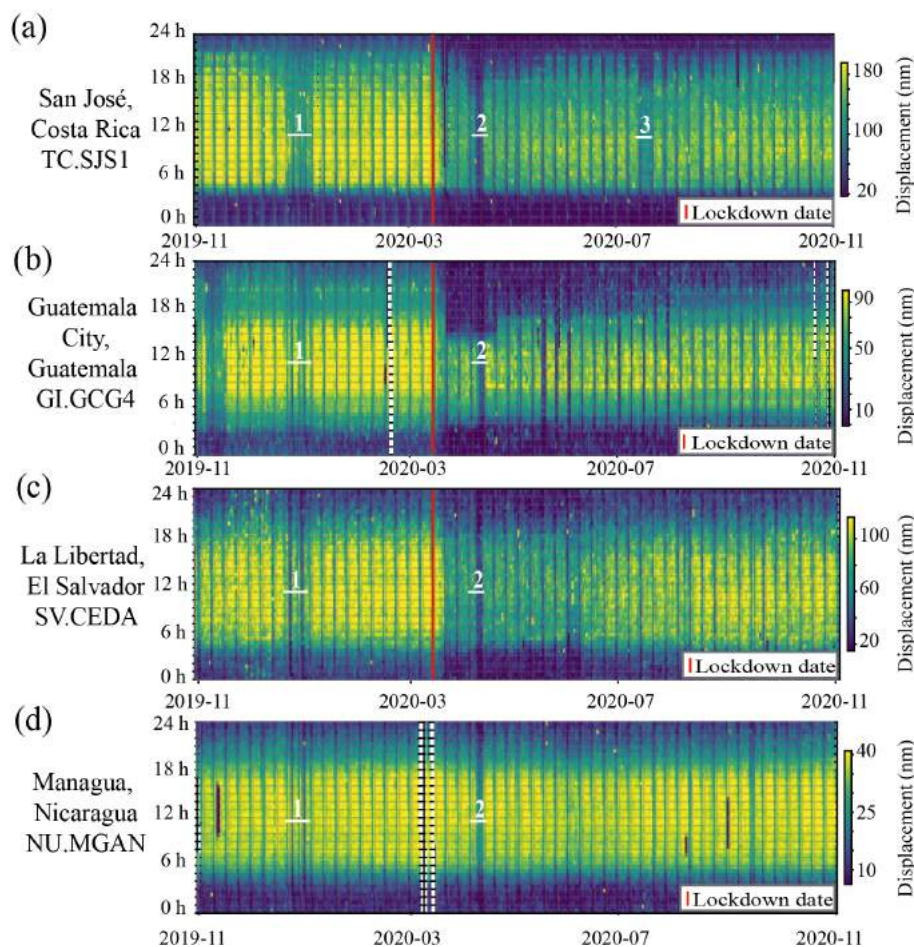 (a)
24 h
18 h
12 h
6 h
0 h
San José,
Costa Rica
TC.SJS1
1
2
3
Lockdown date
2019-11
2020-03
2020-07
2020-11
180
100
20
Displacement (nm)
(b)
24 h
18 h
12 h
6 h
0 h
Guatemala
City,
Guatemala
GI.GCG4
1
2
Lockdown date
2019-11
2020-03
2020-07
2020-11
90
50
10
Displacement (nm)
(c)
24 h
18 h
12 h
6 h
0 h
La Libertad,
El Salvador
SV.CEDA
1
2
Lockdown date
2019-11
2020-03
2020-07
2020-11
100
60
20
Displacement (nm)
(d)
24 h
18 h
12 h
6 h
0 h
Managua,
Nicaragua
NU.MGAN
1
2
Lockdown date
2019-11
2020-03
2020-07
2020-11
40
25
10
Displacement (nm)